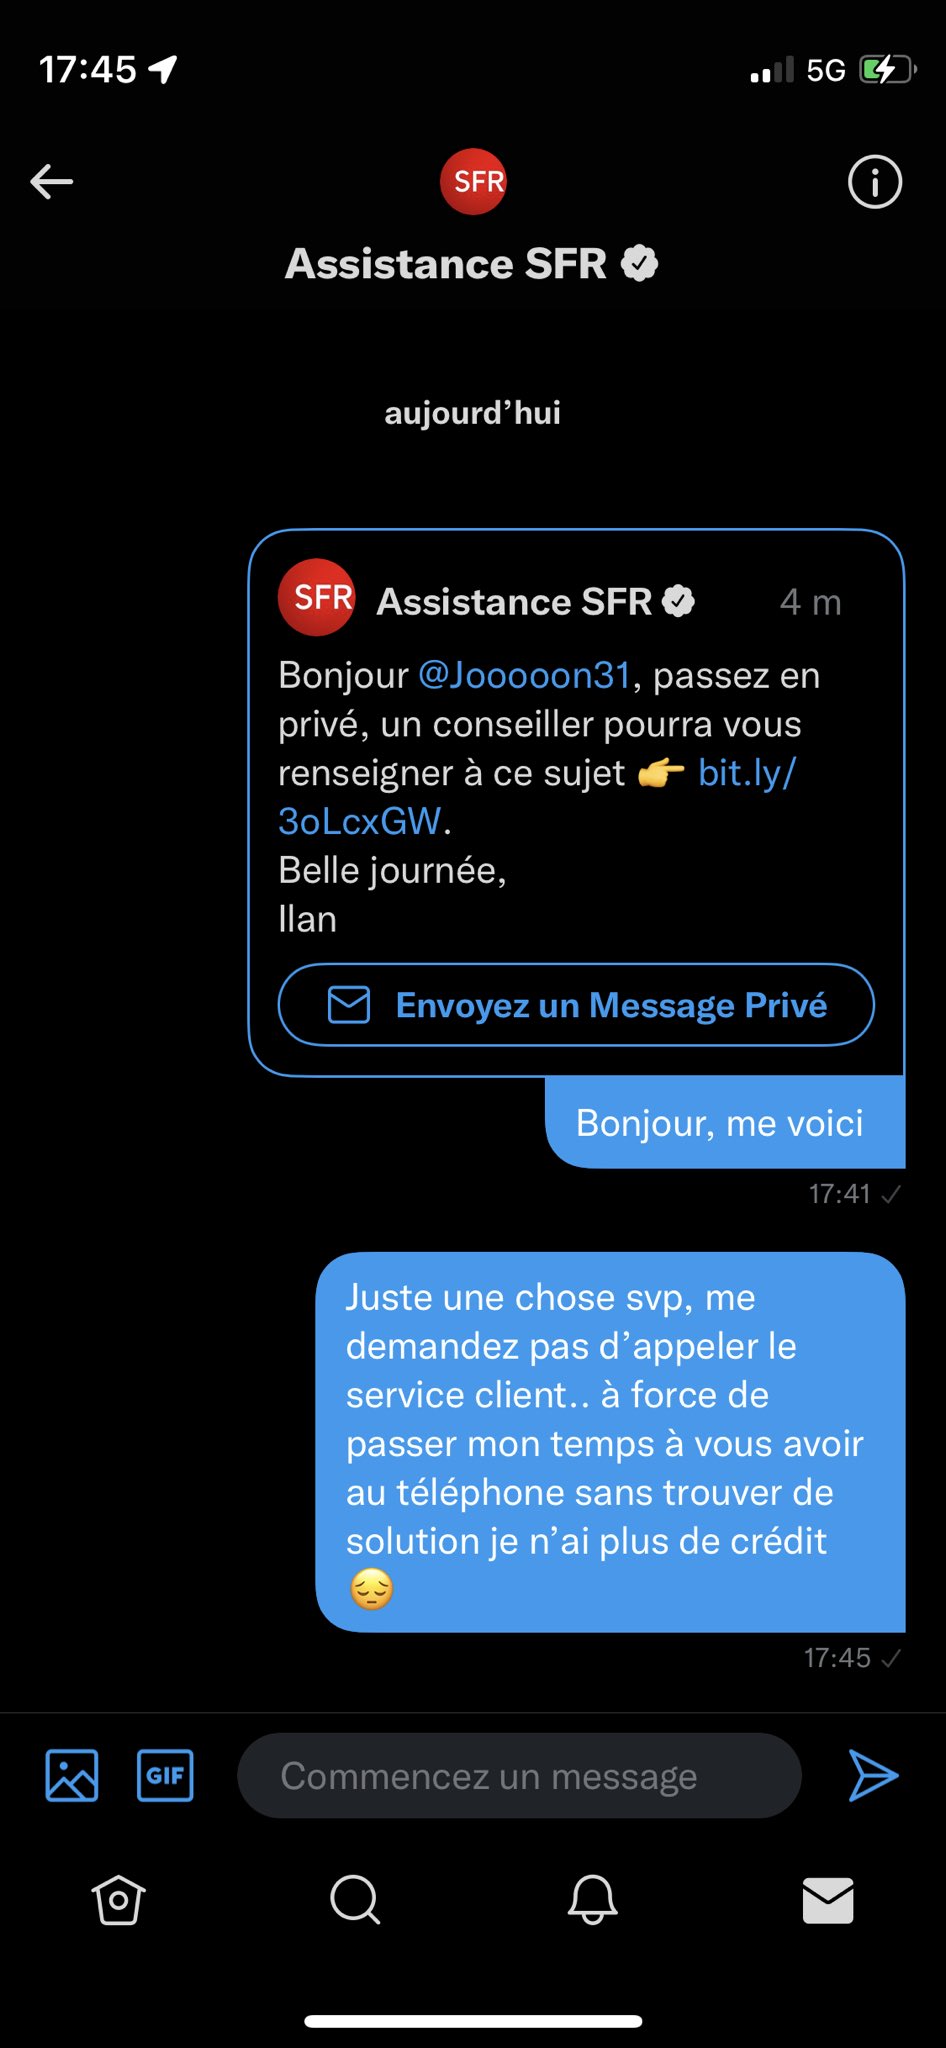 17:45
5G
SFR
Assistance SFR
aujourd’hui
SFR
Assistance SFR
4 m
Bonjour @Jooooon31, passez en
privé, un conseiller pourra vous
renseigner à ce sujet 👉 bit.ly/
3oLcxGW.
Belle journée,
Ilan
Envoyez un Message Privé
Bonjour, me voici
17:41
Juste une chose svp, me
demandez pas d’appeler le
service client.. à force de
passer mon temps à vous avoir
au téléphone sans trouver de
solution je n’ai plus de crédit
😔
17:45
GIF
Commencez un message